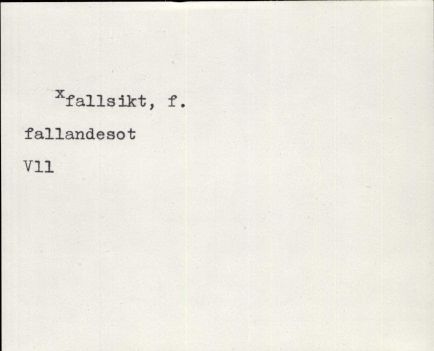 xfallsikt, f.
fallandesot
Vll